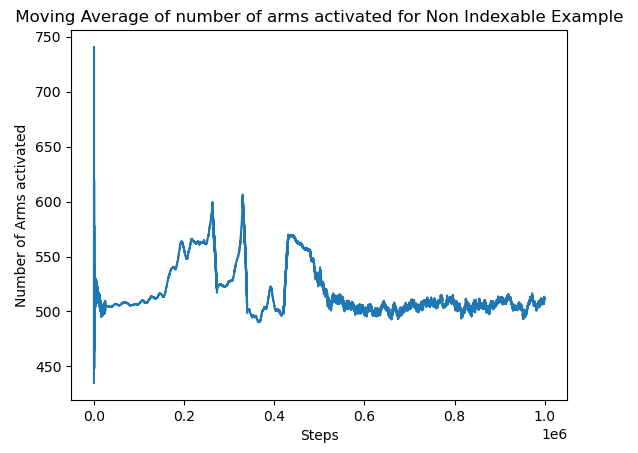 Moving Average of number of arms activated for Non Indexable Example
750
700
650
600
550
500
450
Number of Arms activated
0.0 0.2 0.4 0.6 0.8 1.0
1e6
Steps